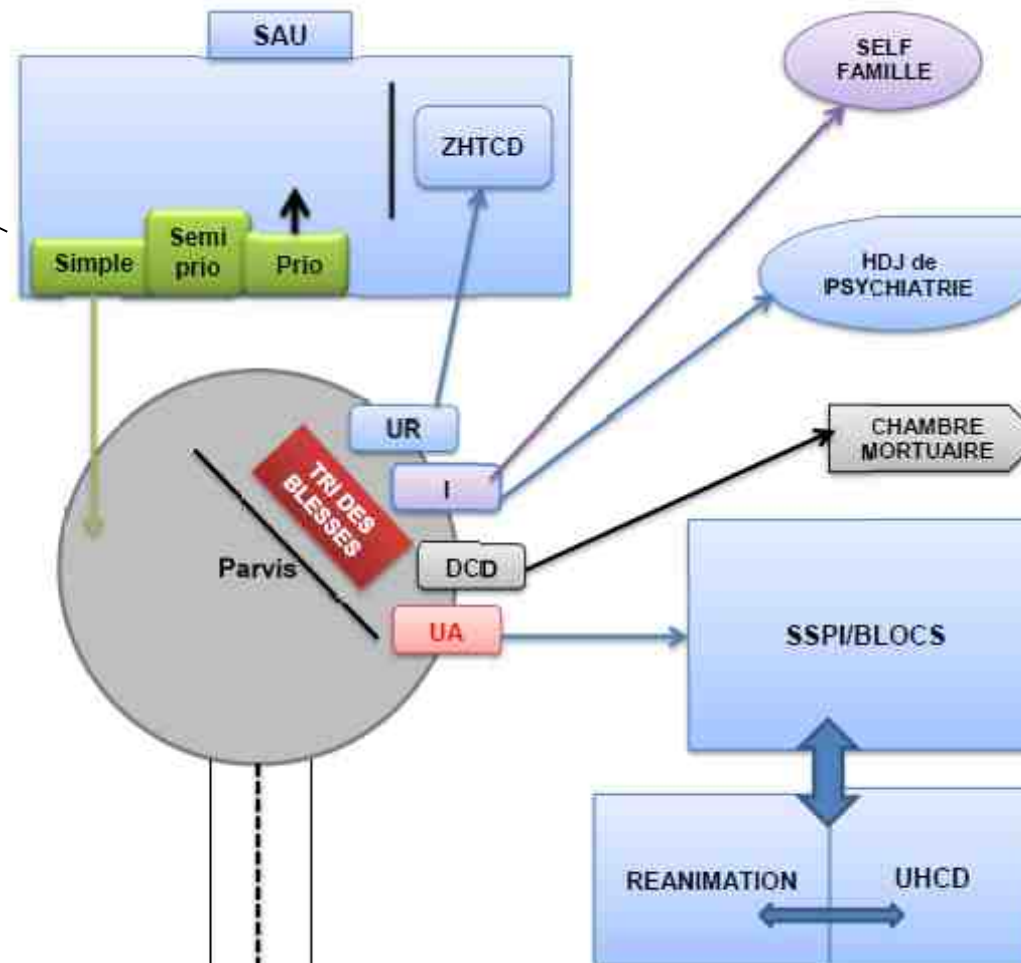 SAU
SELF
FAMILLE
ZHTCD
Semi
prio
Simple
Prio
HDJ de
PSYCHIATRIE
UR
CHAMBRE
MORTUAIRE
TRI DES
BLESSES
I
Parvis
DCD
UA
SSPI/BLOCS
REANIMATION
UHCD